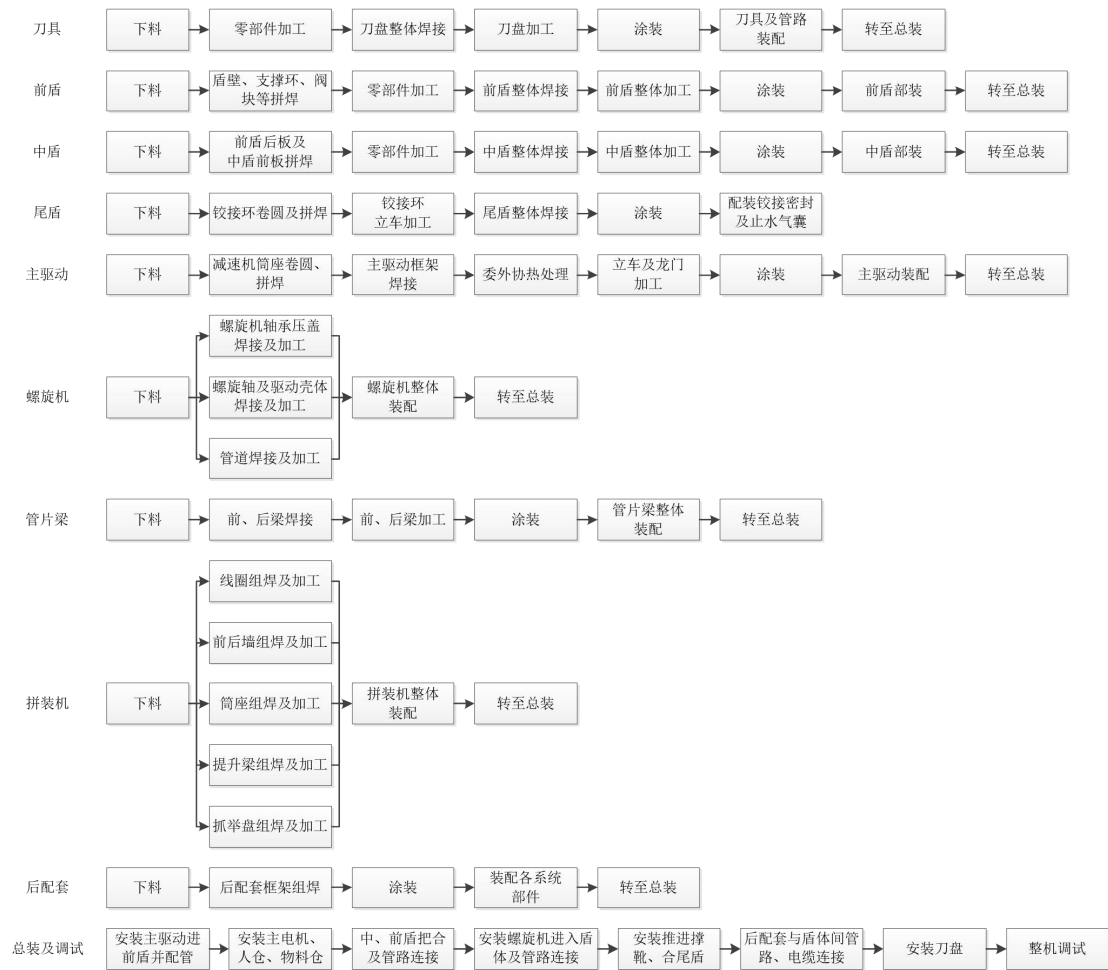 刀具
下料
零部件加工
刀盘整体焊接
刀盘加工
涂装
刀具及管路
装配
转至总装
前盾
下料
盾壁、支撑环、阀
块等拼焊
零部件加工
前盾整体焊接
前盾整体加工
涂装
前盾部装
转至总装
中盾
下料
前盾后板及
中盾前板拼焊
零部件加工
中盾整体焊接
中盾整体加工
涂装
中盾部装
转至总装
尾盾
下料
铰接环卷圆及拼焊
铰接环
立车加工
尾盾整体焊接
涂装
配装铰接密封
及止水气囊
主驱动
下料
减速机筒座卷圆、
拼焊
主驱动框架
焊接
委外协热处理
立车及龙门
加工
涂装
主驱动装配
转至总装
螺旋机
下料
螺旋机轴承压盖
焊接及加工
螺旋轴及驱动壳体
焊接及加工
管道焊接及加工
螺旋机整体
装配
转至总装
管片梁
下料
前、后梁焊接
前、后梁加工
涂装
管片梁整体
装配
转至总装
拼装机
下料
线圈组焊及加工
前后墙组焊及加工
筒座组焊及加工
提升梁组焊及加工
抓举盘组焊及加工
拼装机整体
装配
转至总装
后配套
下料
后配套框架组焊
涂装
装配各系统
部件
转至总装
总装及调试
安装主驱动进
前盾并配管
安装主电机、
人仓、物料仓
中、前盾把合
及管路连接
安装螺旋机进入盾
体及管路连接
安装推进撑
靴、合尾盾
后配套与盾体间管
路、电缆连接
安装刀盘
整机调试